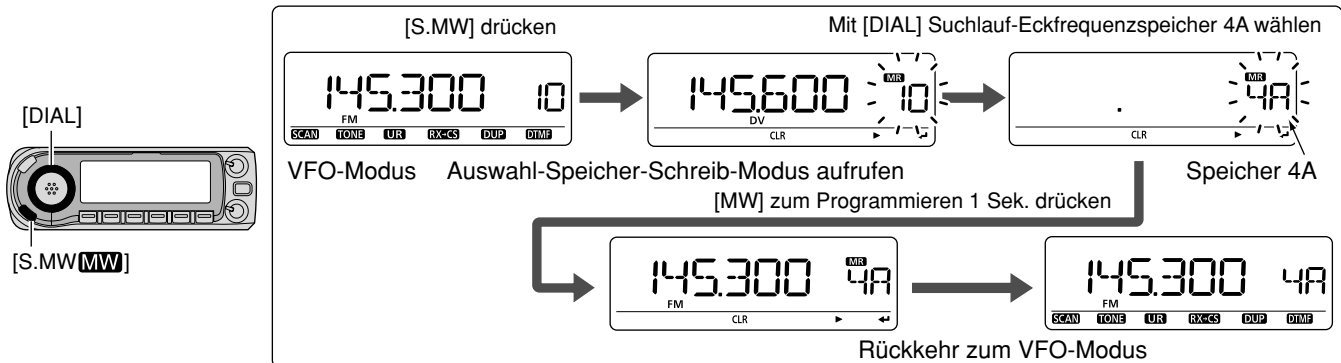 [S.MW] drücken
Mit [DIAL] Suchlauf-Eckfrequenzspeicher 4A wählen
145.300 10
FM
SCAN TONE UR RX→CS DUP DTMF
145.600 MR 10
DV
CLR
. MR 4A
CLR
[DIAL]
VFO-Modus
Auswahl-Speicher-Schreib-Modus aufrufen
Speicher 4A
[MW] zum Programmieren 1 Sek. drücken
[S.MW MW]
145.300 MR 4A
FM
CLR
145.300 4A
FM
SCAN TONE UR RX→CS DUP DTMF
Rückkehr zum VFO-Modus